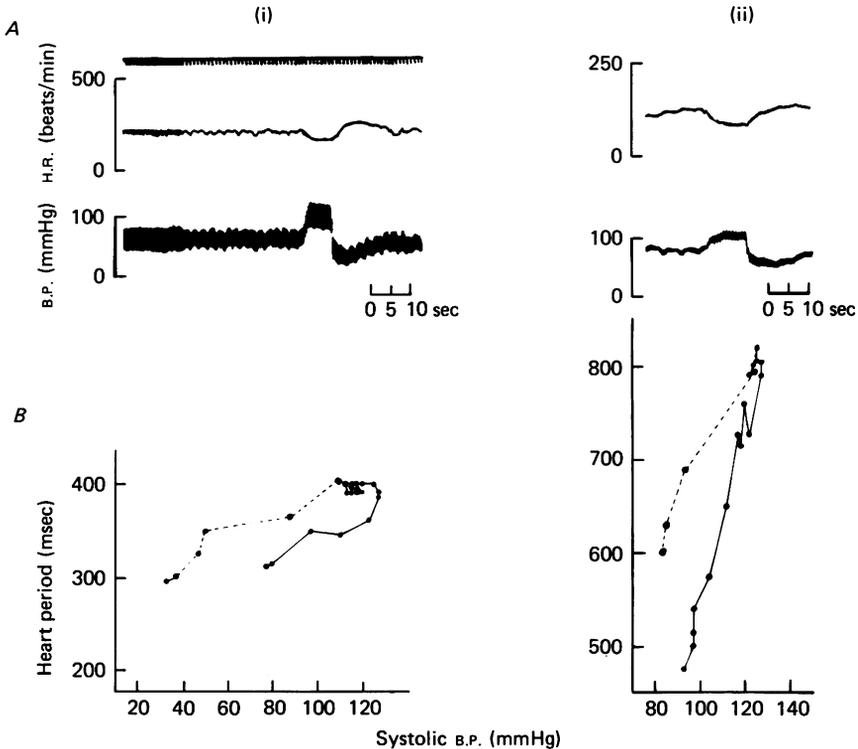 (i)
(ii)
A
H.R. (beats/min)
500
0
250
125
0
B.P. (mmHg)
100
0
0 5 10 sec
100
0
0 5 10 sec
B
Heart period (msec)
400
300
200
20 40 60 80 100 120
800
700
600
500
80 100 120 140
Systolic B.P. (mmHg)